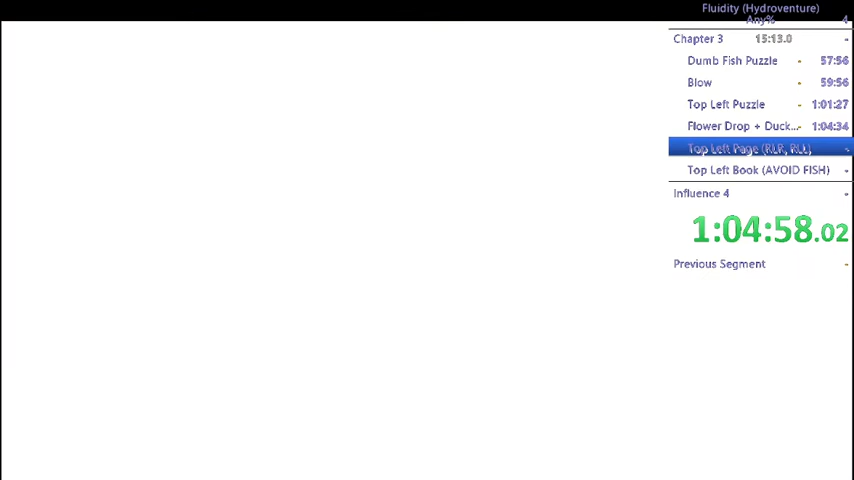 Fluidity (Hydroventure)
Any% 4
Chapter 3 15:13.0 -
Dumb Fish Puzzle - 57:56
Blow - 59:56
Top Left Puzzle - 1:01:27
Flower Drop + Duck... - 1:04:34
Top Left Page (RLR, RLL) -
Top Left Book (AVOID FISH) -
Influence 4 -
1:04:58.02
Previous Segment -